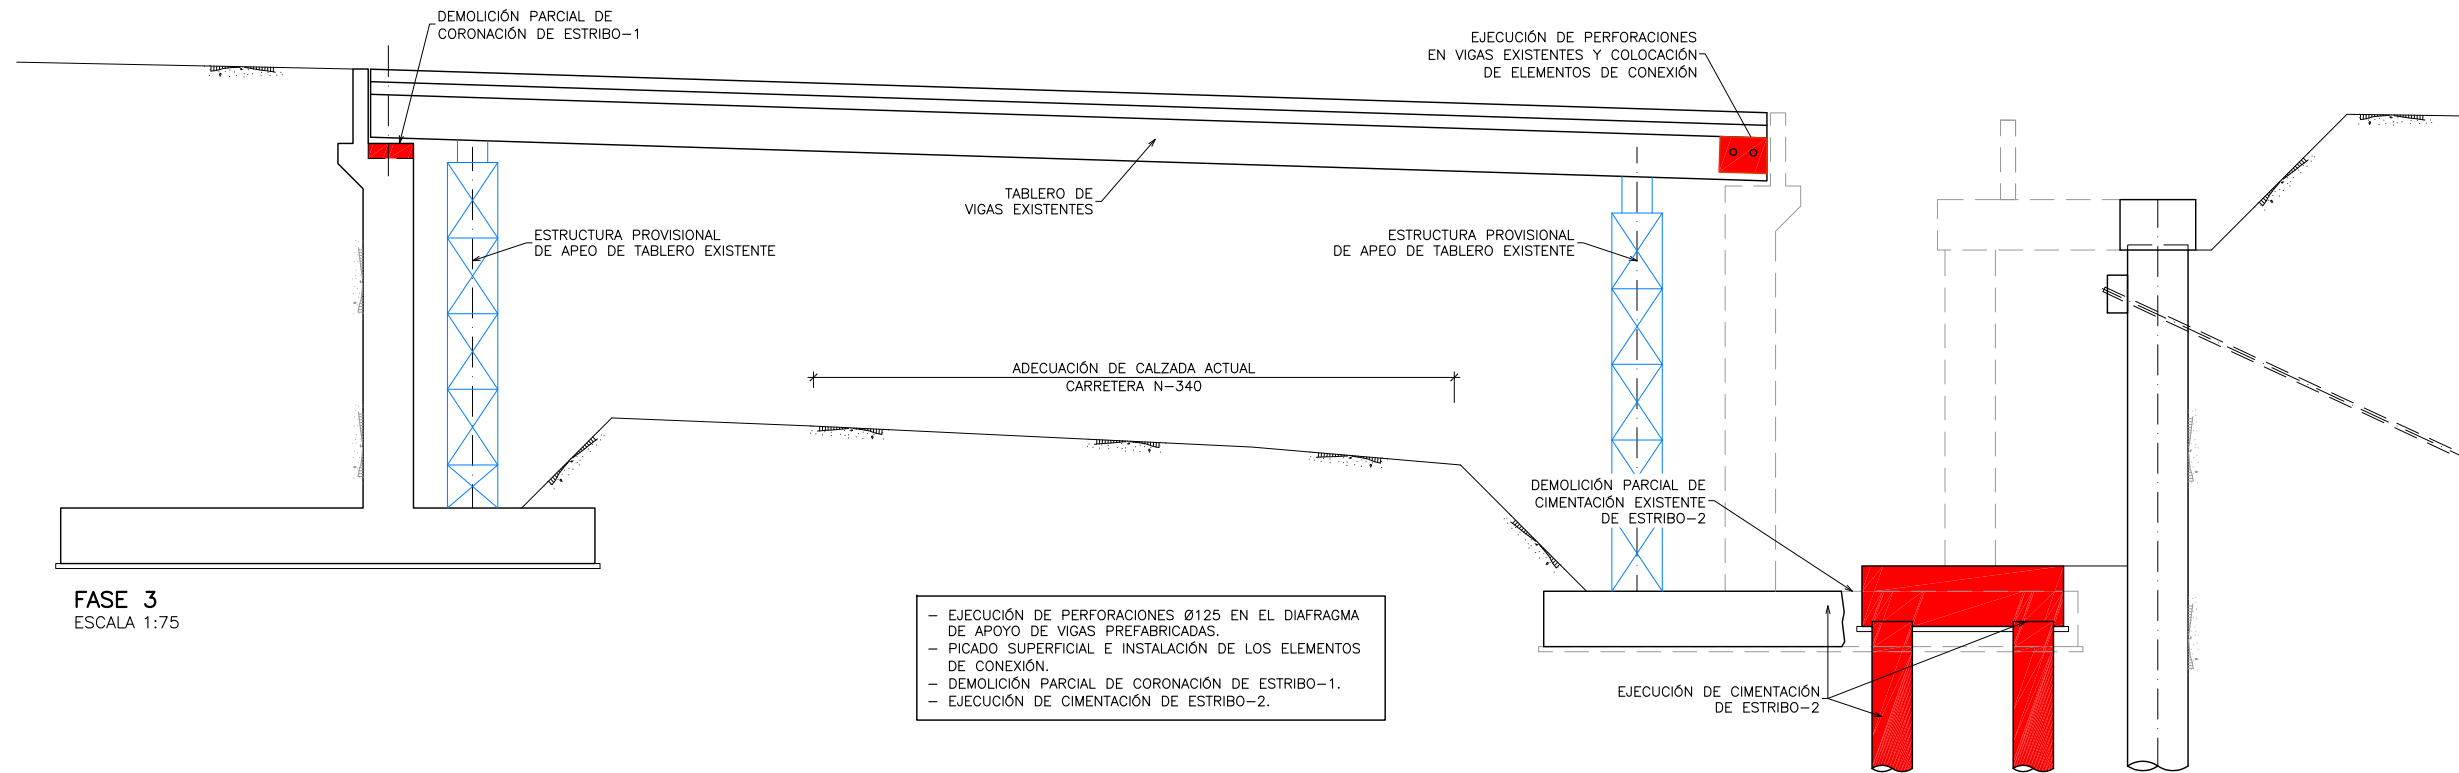 DEMOLICIÓN PARCIAL DE
CORONACIÓN DE ESTRIBO-1
EJECUCIÓN DE PERFORACIONES
EN VIGAS EXISTENTES Y COLOCACIÓN
DE ELEMENTOS DE CONEXIÓN
TABLERO DE
VIGAS EXISTENTES
ESTRUCTURA PROVISIONAL
DE APEO DE TABLERO EXISTENTE
ESTRUCTURA PROVISIONAL
DE APEO DE TABLERO EXISTENTE
ADECUACIÓN DE CALZADA ACTUAL
CARRETERA N-340
DEMOLICIÓN PARCIAL DE
CIMENTACIÓN EXISTENTE
DE ESTRIBO-2
FASE 3
ESCALA 1:75
- EJECUCIÓN DE PERFORACIONES Ø125 EN EL DIAFRAGMA
DE APOYO DE VIGAS PREFABRICADAS.
- PICADO SUPERFICIAL E INSTALACIÓN DE LOS ELEMENTOS
DE CONEXIÓN.
- DEMOLICIÓN PARCIAL DE CORONACIÓN DE ESTRIBO-1.
- EJECUCIÓN DE CIMENTACIÓN DE ESTRIBO-2.
EJECUCIÓN DE CIMENTACIÓN
DE ESTRIBO-2